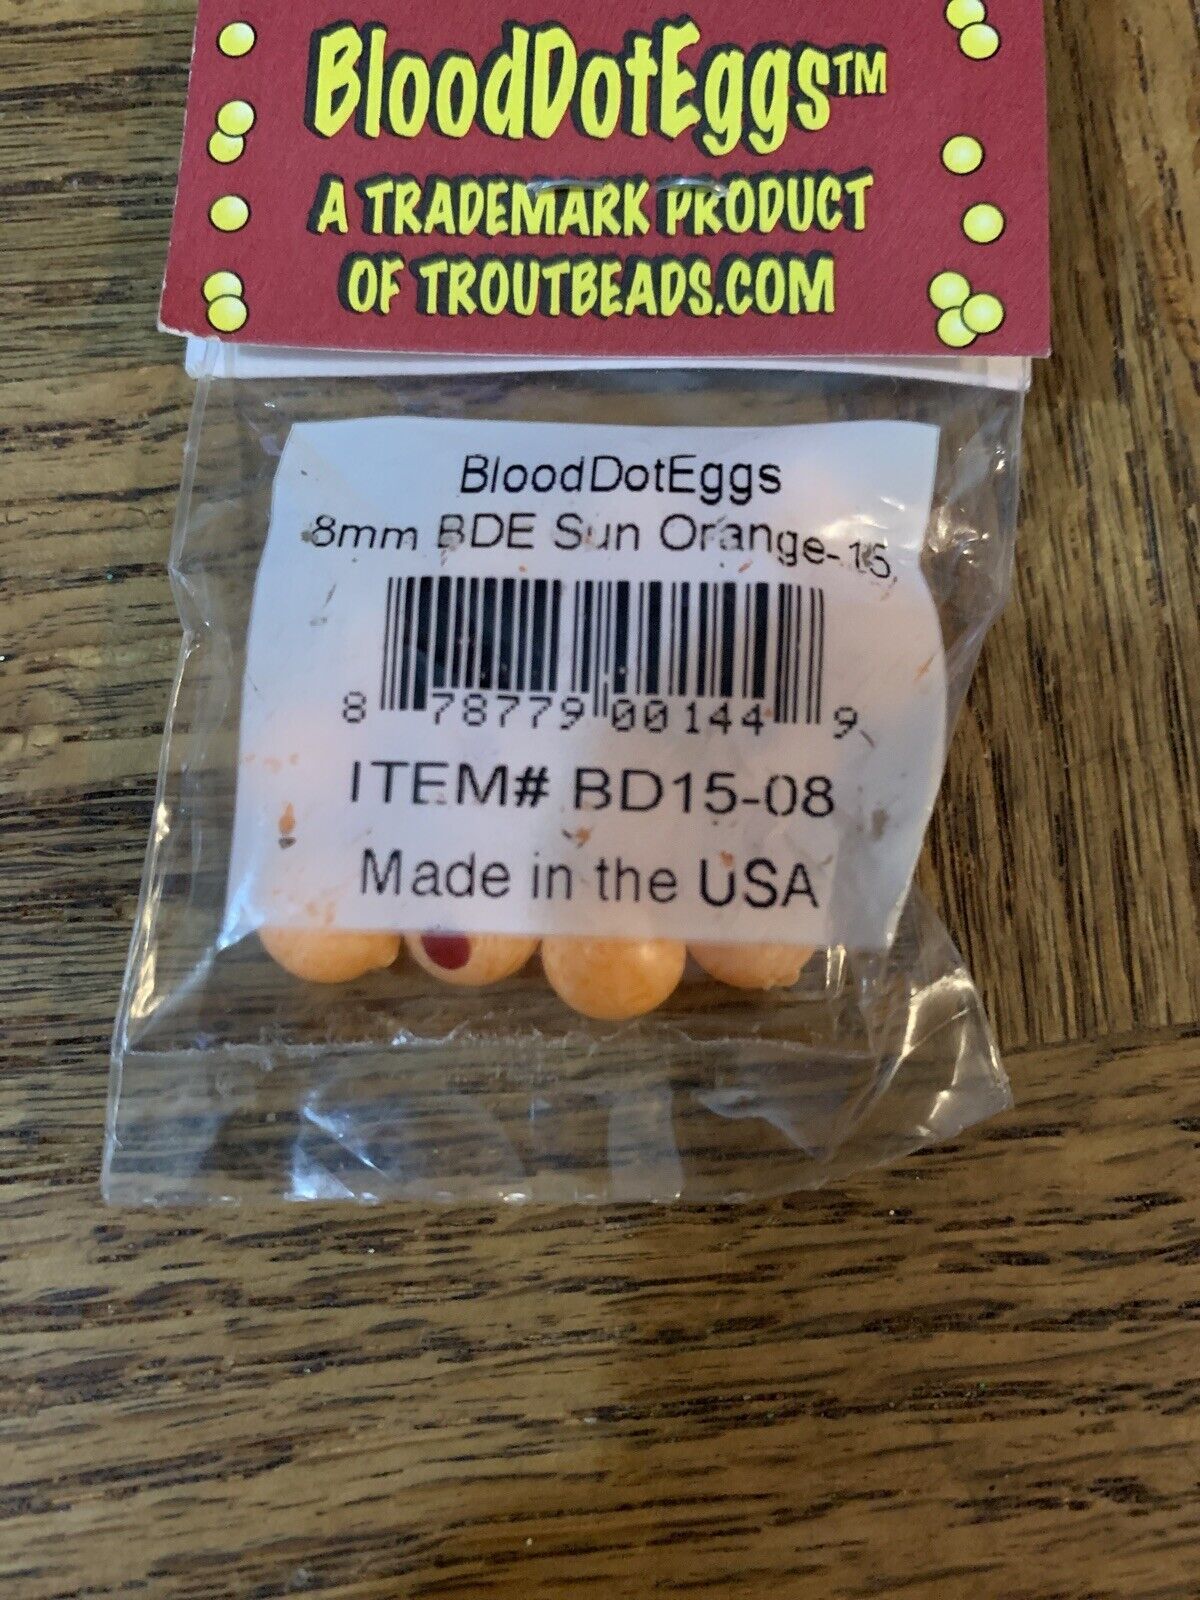 BloodDotEggs™
A TRADEMARK PRODUCT
OF TROUTBEADS.COM
BloodDotEggs
8mm BDE Sun Orange-15
8 78779 00144 9
ITEM# BD15-08
Made in the USA